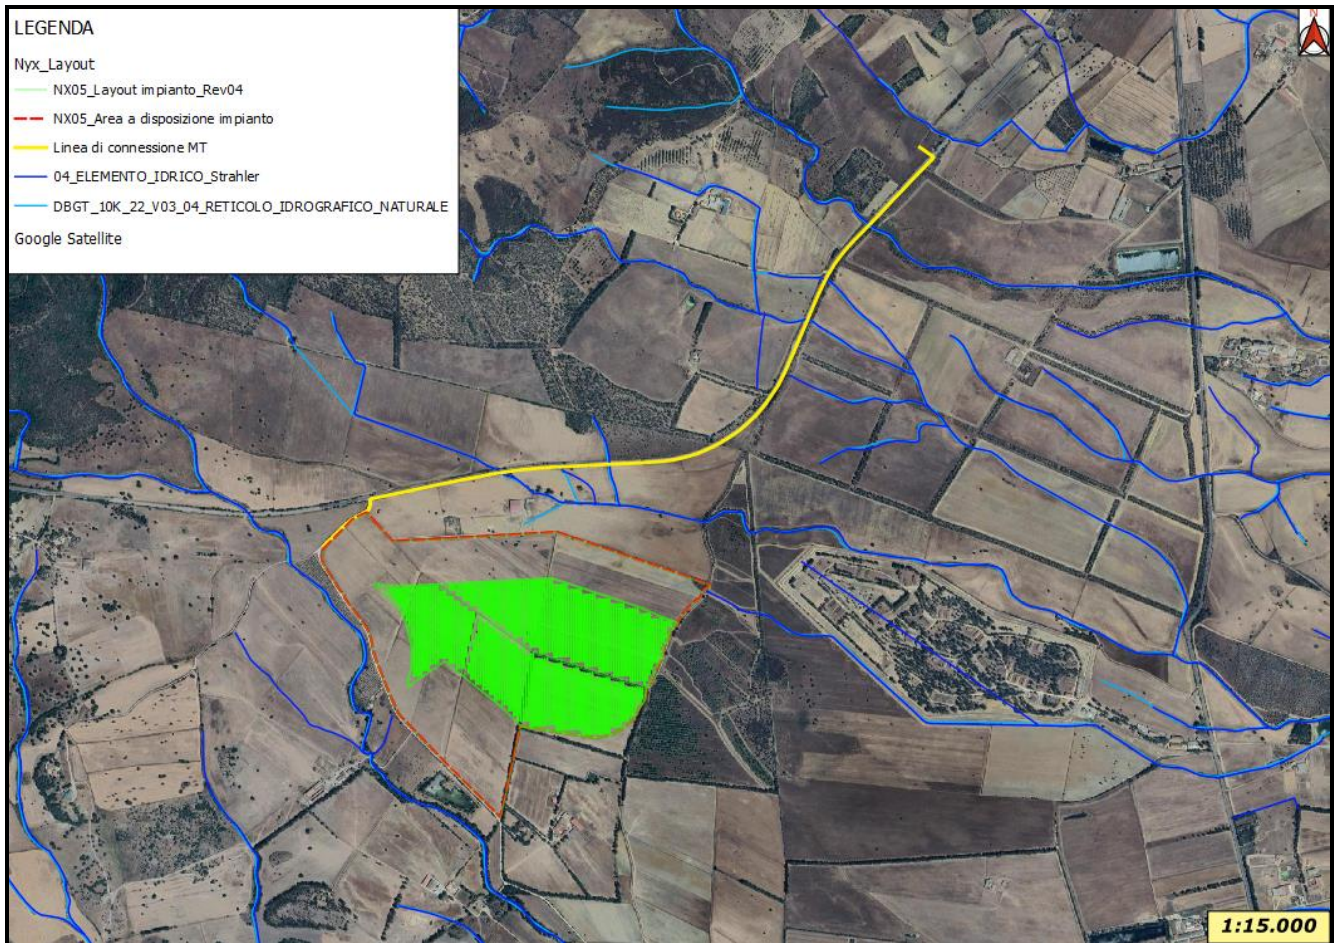 LEGENDA
Nyx_Layout
NX05_Layout impianto_Rev04
NX05_Area a disposizione impianto
Linea di connessione MT
04_ELEMENTO_IDRICO_Strahler
DBGT_10K_22_V03_04_RETICOLO_IDROGRAFICO_NATURALE
Google Satellite
N
1:15.000